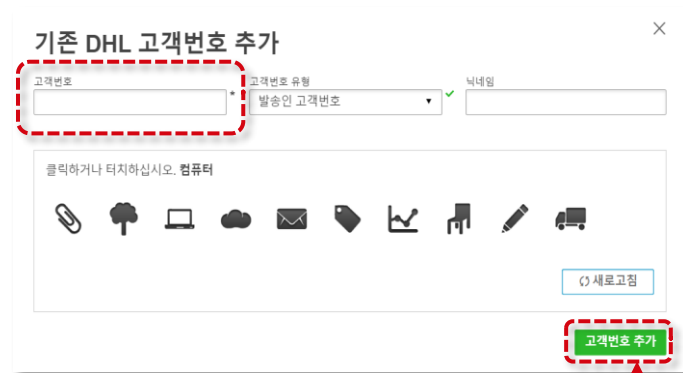 기존 DHL 고객번호 추가
고객번호 * 고객번호 유형 닉네임
발송인 고객번호
클릭하거나 터치하십시오. 컴퓨터
새로고침
고객번호 추가